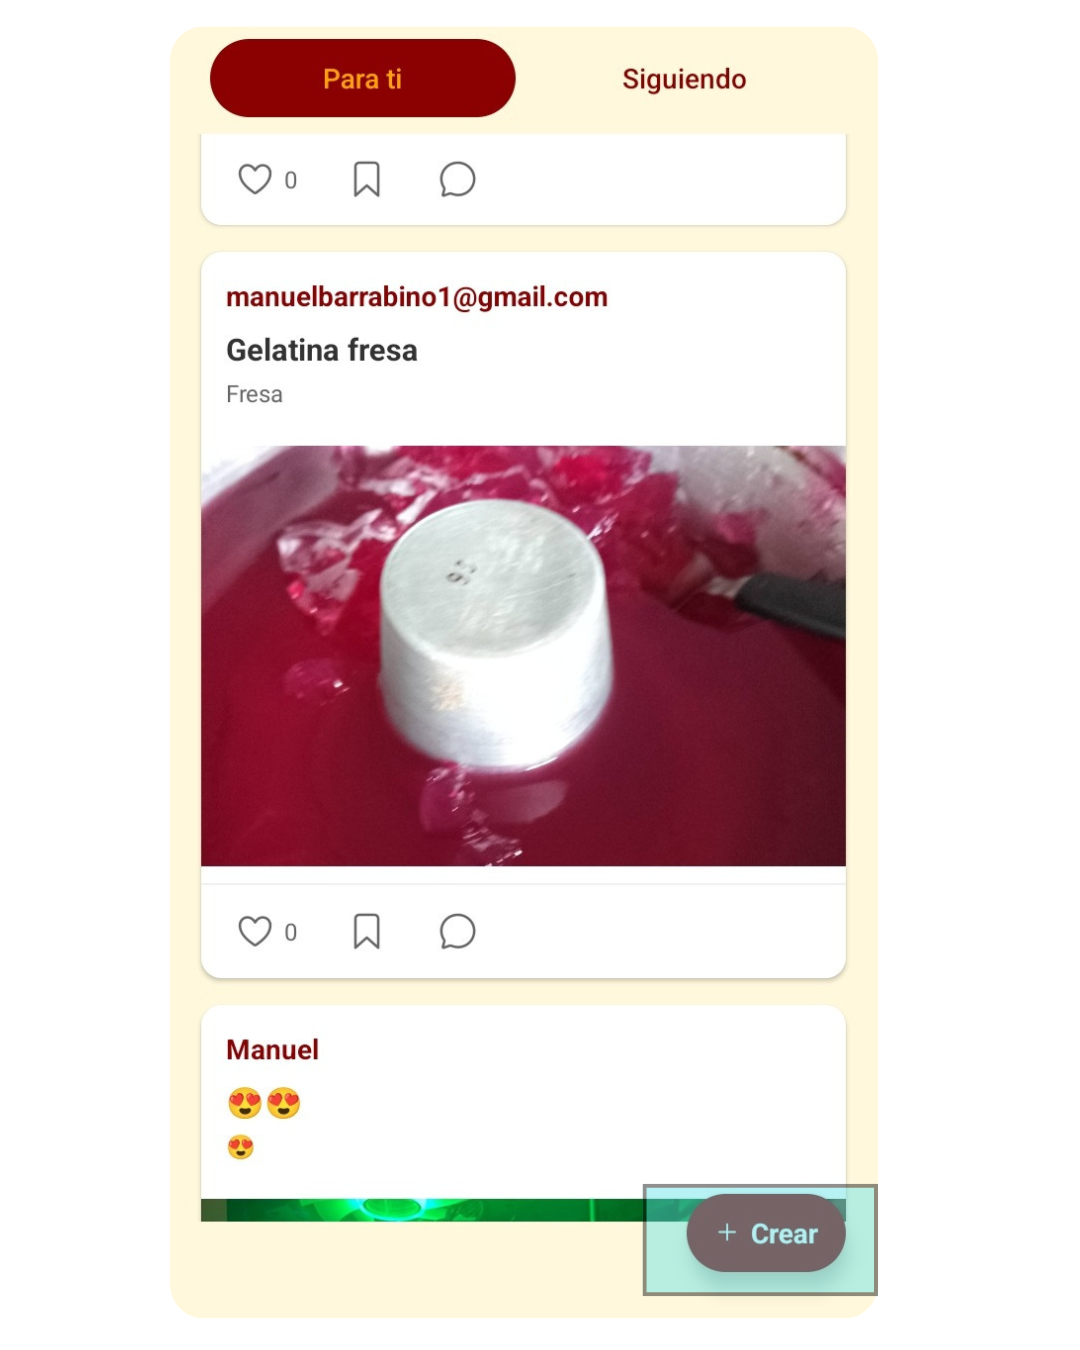 Para ti
Siguiendo
0
manuelbarrabino1@gmail.com
Gelatina fresa
Fresa
0
Manuel
😍😍
😍
+ Crear